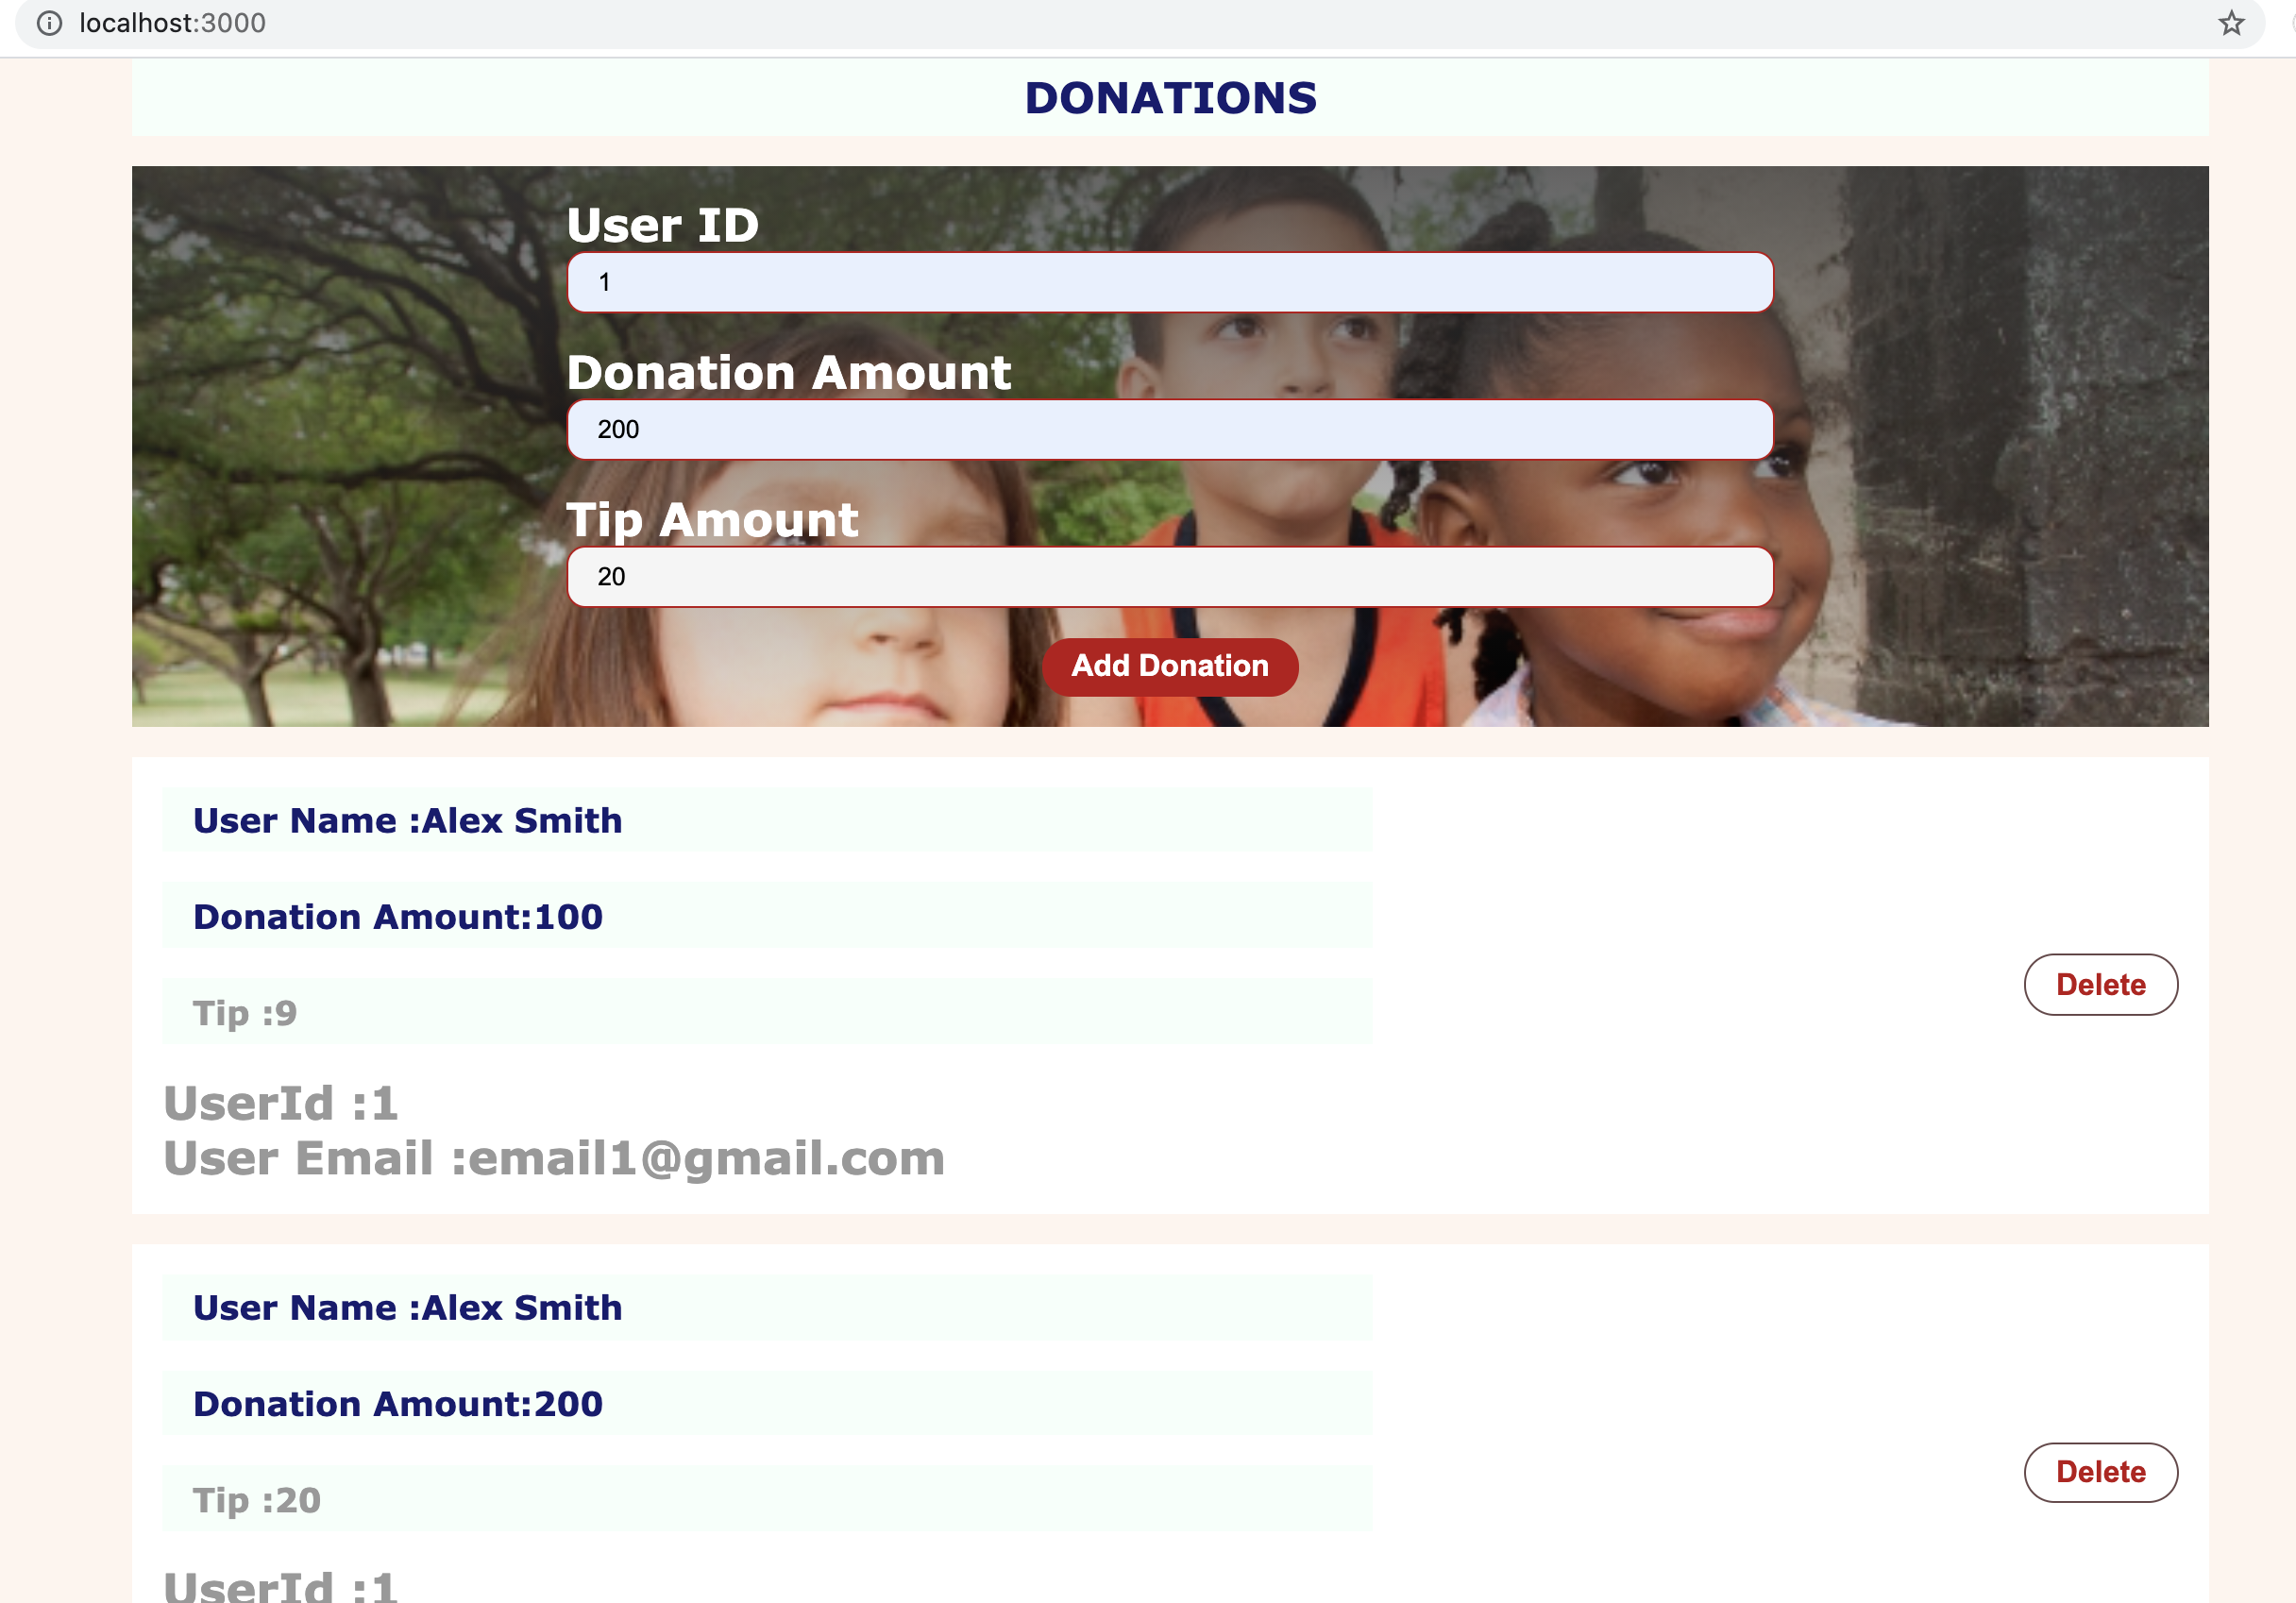 localhost:3000
DONATIONS
User ID
1
Donation Amount
200
Tip Amount
20
Add Donation
User Name :Alex Smith
Donation Amount:100
Tip :9
Delete
UserId :1
User Email :email1@gmail.com
User Name :Alex Smith
Donation Amount:200
Tip :20
Delete
UserId :1